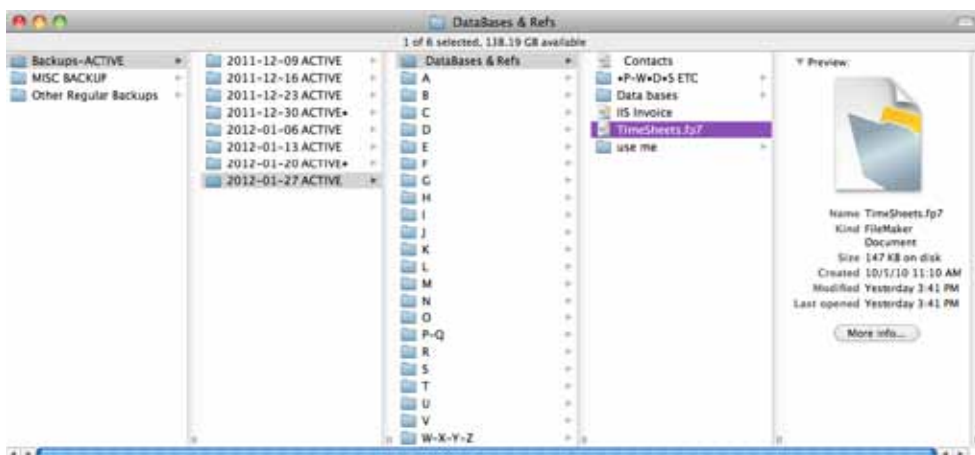 DataBases & Refs
1 of 6 selected, 138.19 GB available
Backups-ACTIVE
MISC BACKUP
Other Regular Backups
2011-12-09 ACTIVE
2011-12-16 ACTIVE
2011-12-23 ACTIVE
2011-12-30 ACTIVE•
2012-01-06 ACTIVE
2012-01-13 ACTIVE
2012-01-20 ACTIVE•
2012-01-27 ACTIVE
DataBases & Refs
A
B
C
D
E
F
G
H
I
J
K
L
M
N
O
P-Q
R
S
T
U
V
W-X-Y-Z
Contacts
•P-W•D•S ETC
Data bases
IIS Invoice
TimeSheets.fp7
use me
▼ Preview:
Name TimeSheets.fp7
Kind FileMaker
Document
Size 147 KB on disk
Created 10/5/10 11:10 AM
Modified Yesterday 3:41 PM
Last opened Yesterday 3:41 PM
More info...